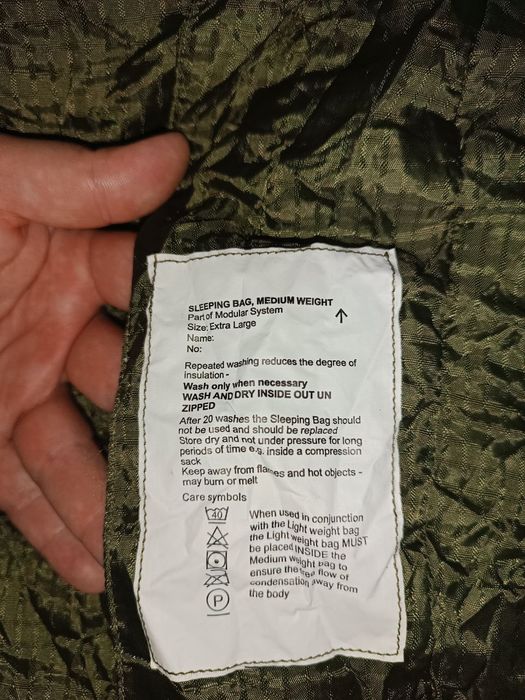 SLEEPING BAG, MEDIUM WEIGHT
Part of Modular System
Size: Extra Large
Name:
No:
Repeated washing reduces the degree of
insulation -
Wash only when necessary
WASH AND DRY INSIDE OUT UN
ZIPPED
After 20 washes the Sleeping Bag should
not be used and should be replaced
Store dry and not under pressure for long
periods of time e.g. inside a compression
sack
Keep away from flames and hot objects -
may burn or melt
Care symbols
40
P
When used in conjunction
with the Light weight bag
the Light weight bag MUST
be placed INSIDE the
Medium weight bag to
ensure the free flow of
condensation away from
the body